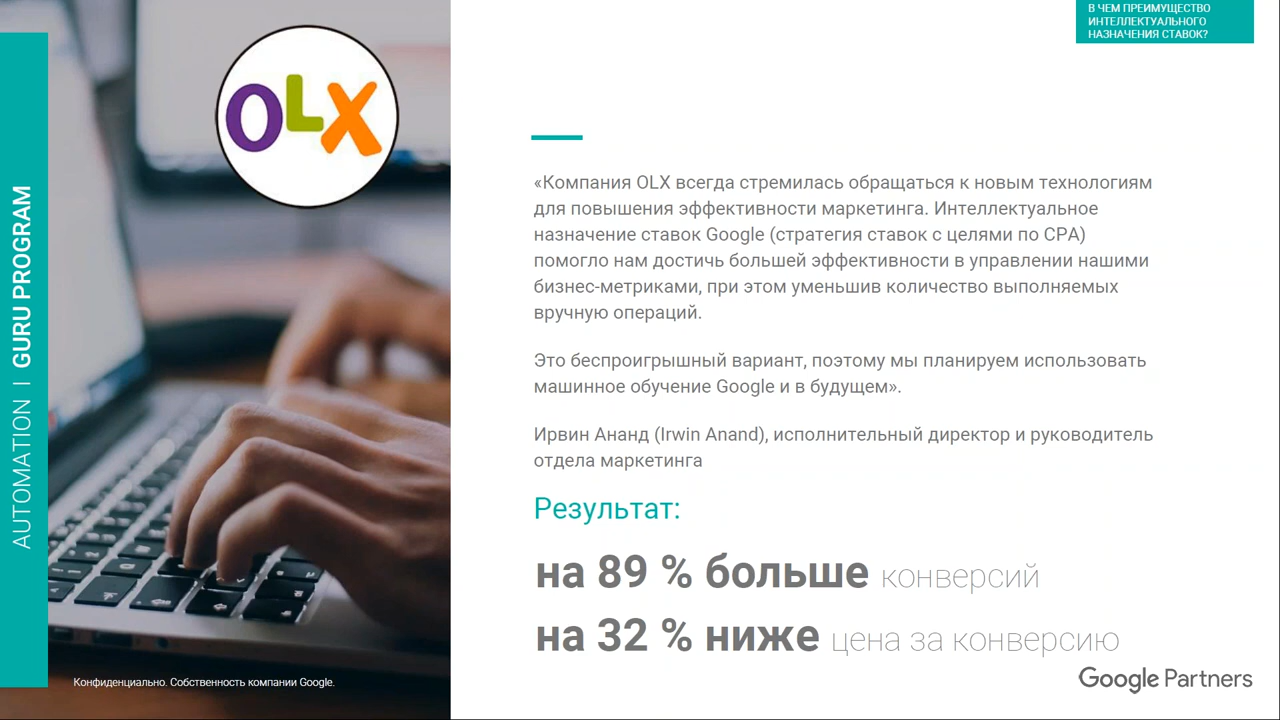 В ЧЕМ ПРЕИМУЩЕСТВО
ИНТЕЛЛЕКТУАЛЬНОГО
НАЗНАЧЕНИЯ СТАВОК?
OLX
AUTOMATION | GURU PROGRAM
«Компания OLX всегда стремилась обращаться к новым технологиям
для повышения эффективности маркетинга. Интеллектуальное
назначение ставок Google (стратегия ставок с целями по CPA)
помогло нам достичь большей эффективности в управлении нашими
бизнес-метриками, при этом уменьшив количество выполняемых
вручную операций.
Это беспроигрышный вариант, поэтому мы планируем использовать
машинное обучение Google и в будущем».
Ирвин Ананд (Irwin Anand), исполнительный директор и руководитель
отдела маркетинга
Результат:
на 89 % больше конверсий
на 32 % ниже цена за конверсию
Конфиденциально. Собственность компании Google.
Google Partners